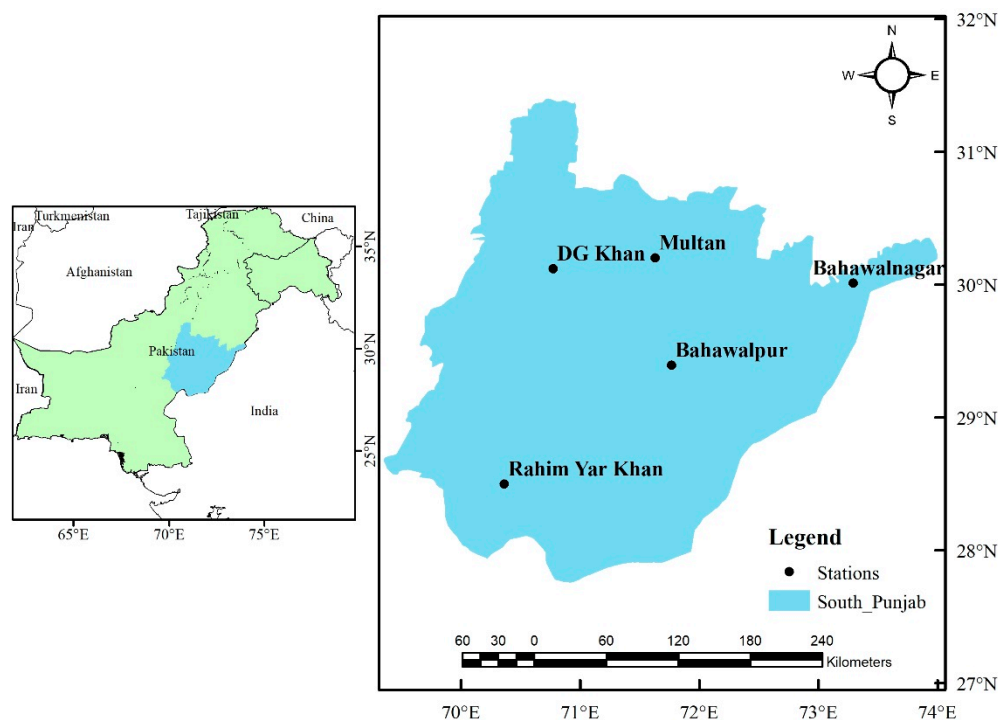 Iran
Turkmenistan
Tajikistan
China
Afghanistan
Pakistan
Iran
India
35°N
30°N
25°N
65°E
70°E
75°E
N
W
E
S
DG Khan
Multan
Bahawalnagar
Bahawalpur
Rahim Yar Khan
Legend
Stations
South_Punjab
60 30 0 60 120 180 240
Kilometers
32°N
31°N
30°N
29°N
28°N
27°N
70°E
71°E
72°E
73°E
74°E